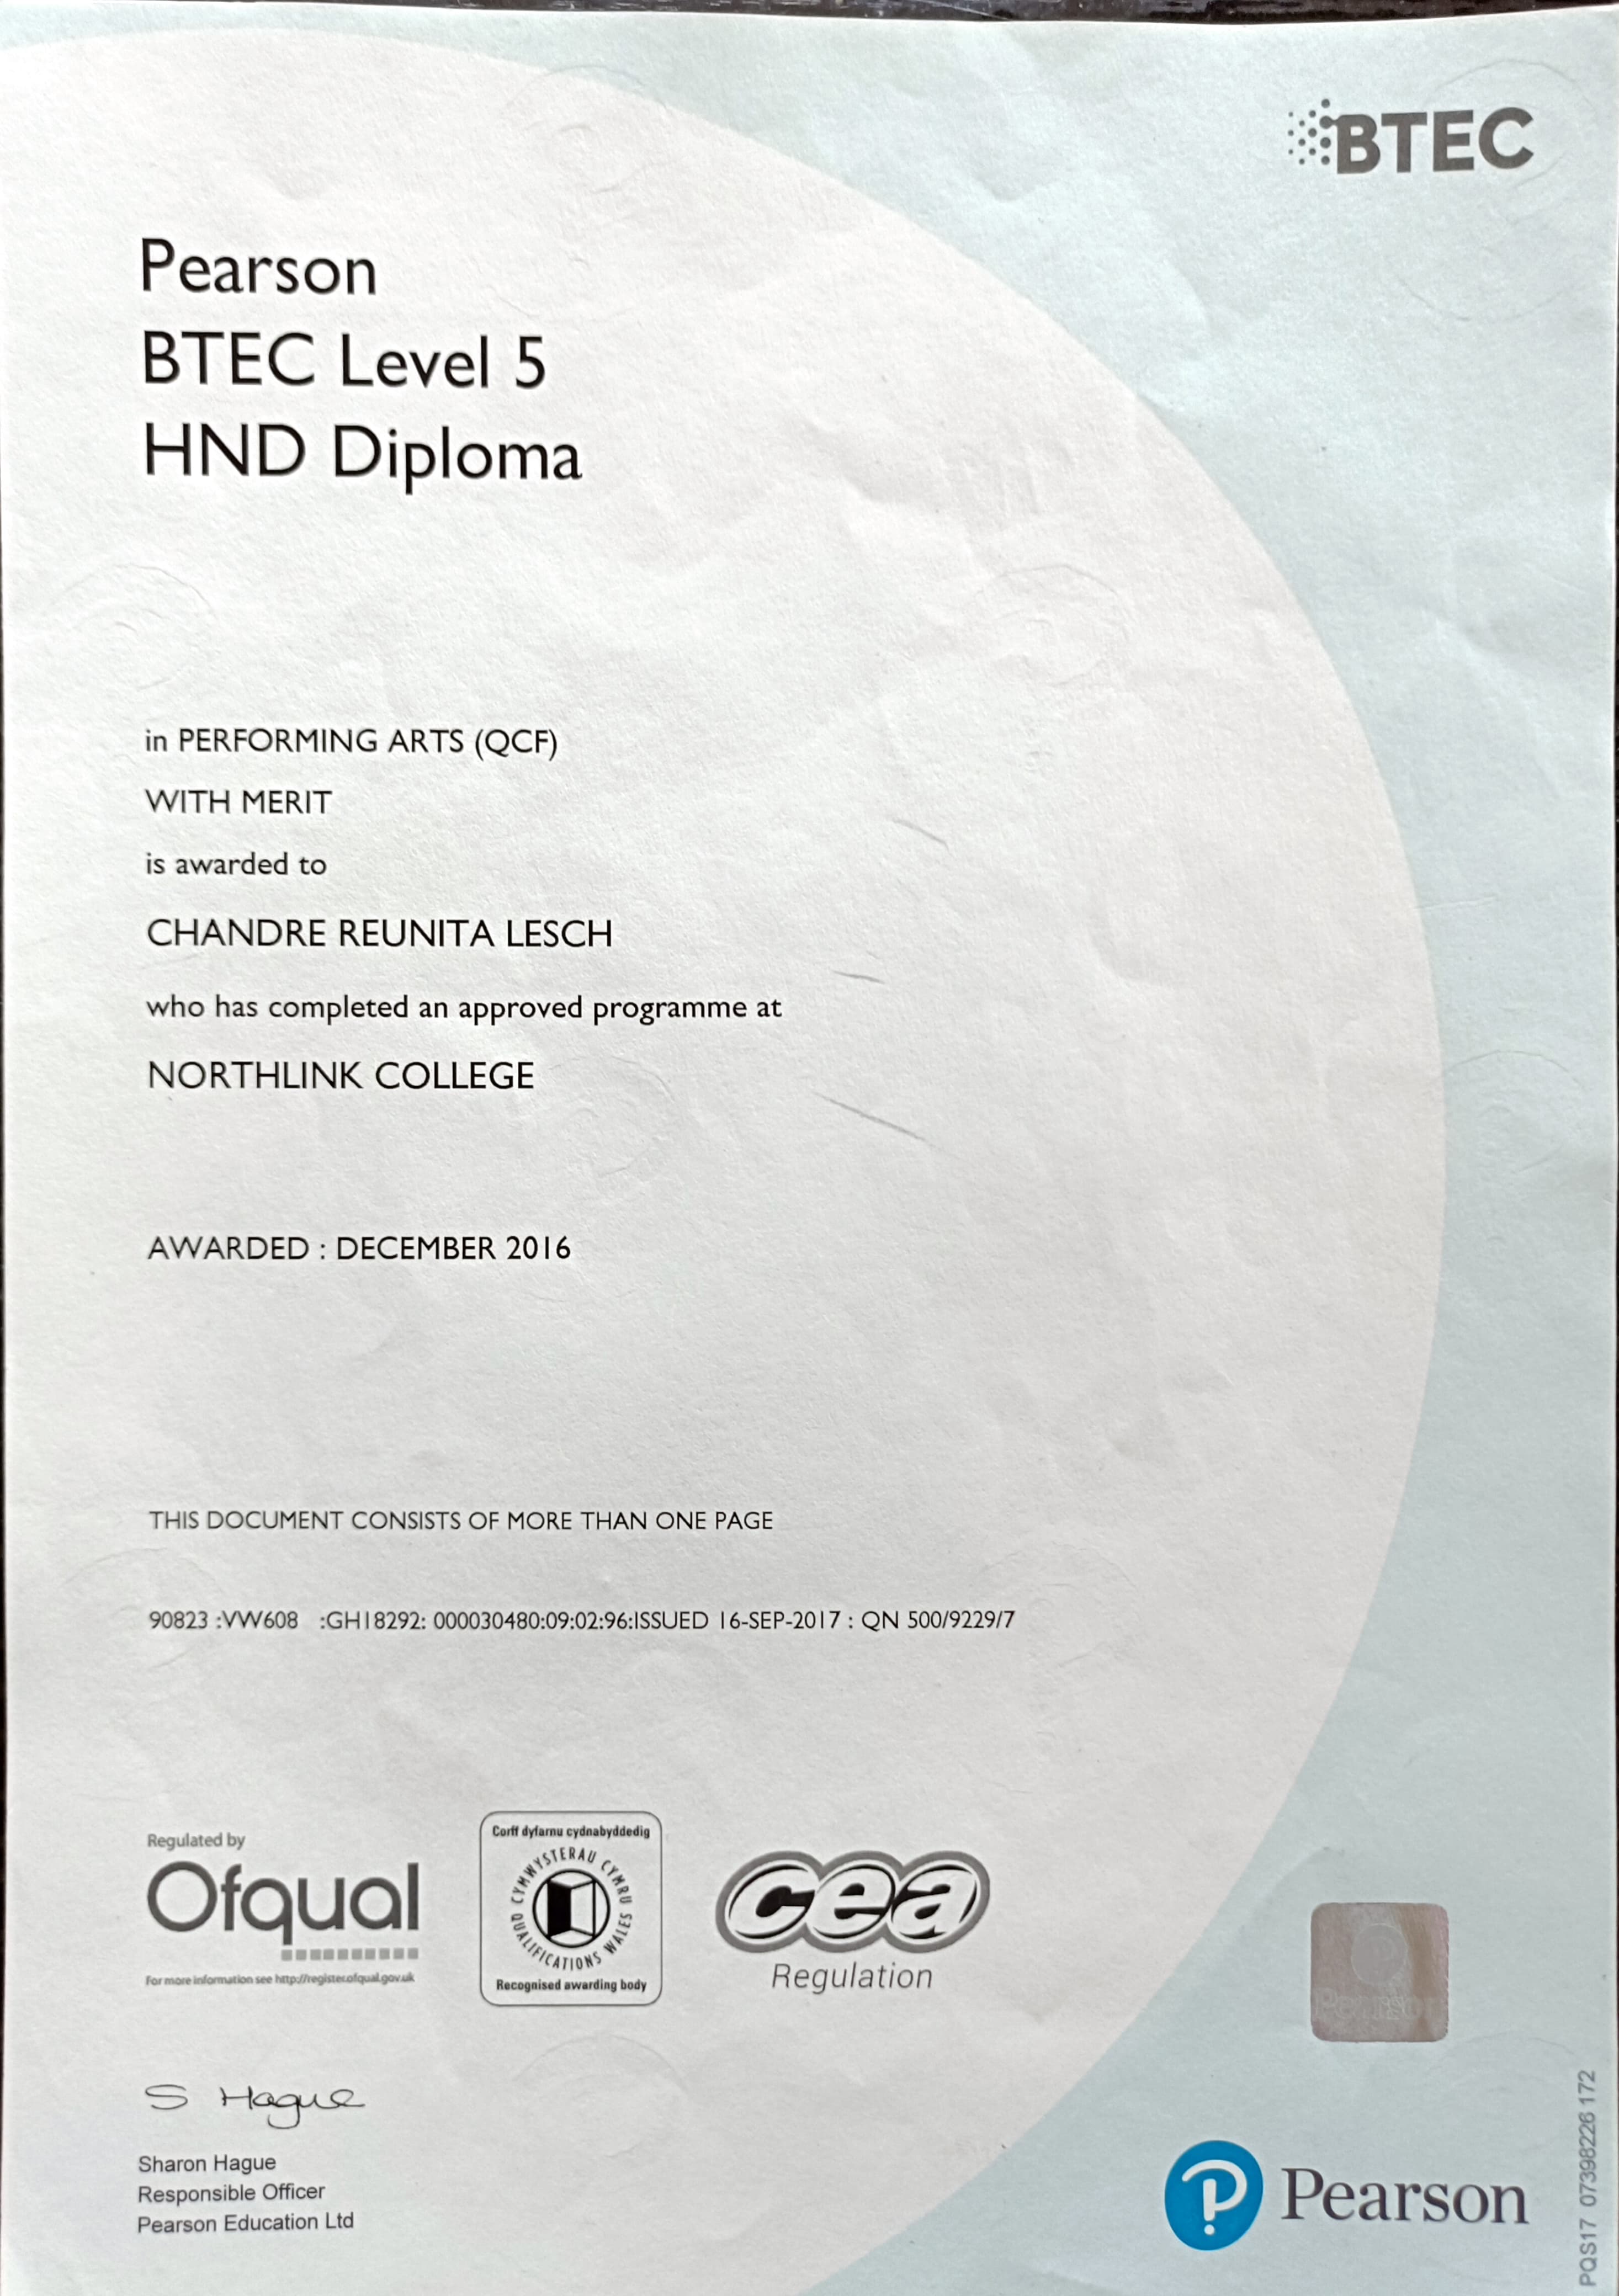 BTEC
Pearson
BTEC Level 5
HND Diploma
in PERFORMING ARTS (QCF)
WITH MERIT
is awarded to
CHANDRE REUNITA LESCH
who has completed an approved programme at
NORTHLINK COLLEGE
AWARDED : DECEMBER 2016
THIS DOCUMENT CONSISTS OF MORE THAN ONE PAGE
90823 :VW608 :GH18292: 000030480:09:02:96:ISSUED 16-SEP-2017 : QN 500/9229/7
Regulated by
Ofqual
For more information see http://register.ofqual.gov.uk
Corff dyfarnu cydnabyddedig
CYMWYSTERAU CYMRU
QUALIFICATIONS WALES
Recognised awarding body
cea
Regulation
Pearson
S Hague
Sharon Hague
Responsible Officer
Pearson Education Ltd
Pearson
PQS17 07398226 172